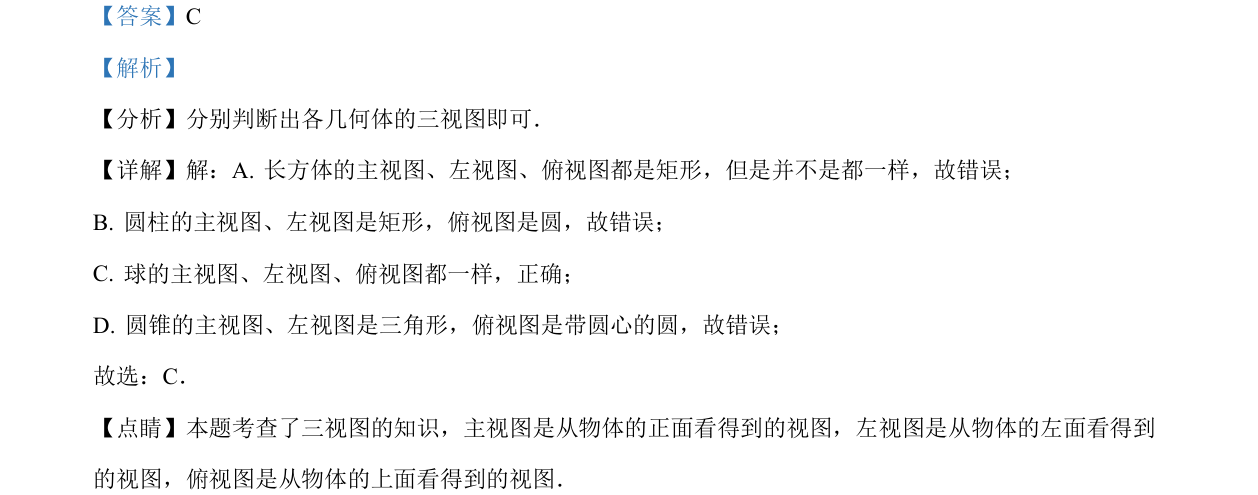 【答案】C
【解析】
【分析】分别判断出各几何体的三视图即可．
【详解】解：A. 长方体的主视图、左视图、俯视图都是矩形，但是并不是都一样，故错误；
B. 圆柱的主视图、左视图是矩形，俯视图是圆，故错误；
C. 球的主视图、左视图、俯视图都一样，正确；
D. 圆锥的主视图、左视图是三角形，俯视图是带圆心的圆，故错误；
故选：C．
【点睛】本题考查了三视图的知识，主视图是从物体的正面看得到的视图，左视图是从物体的左面看得到
的视图，俯视图是从物体的上面看得到的视图．